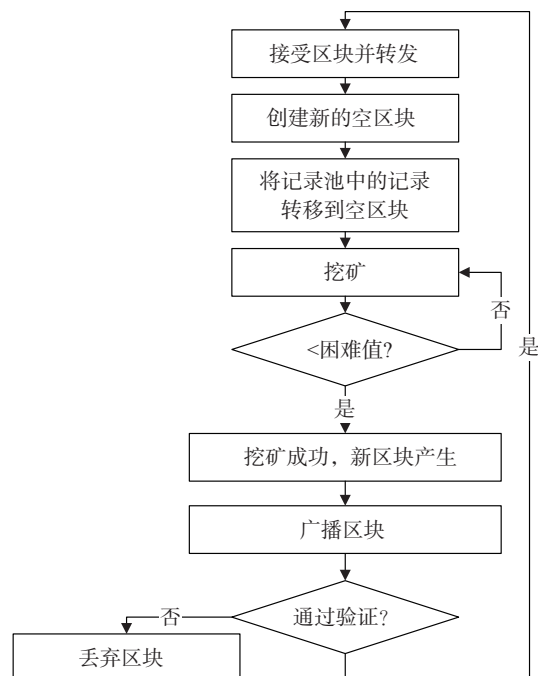 接受区块并转发
创建新的空区块
将记录池中的记录
转移到空区块
挖矿
否
<困难值?
是
是
挖矿成功，新区块产生
广播区块
通过验证?
否
丢弃区块